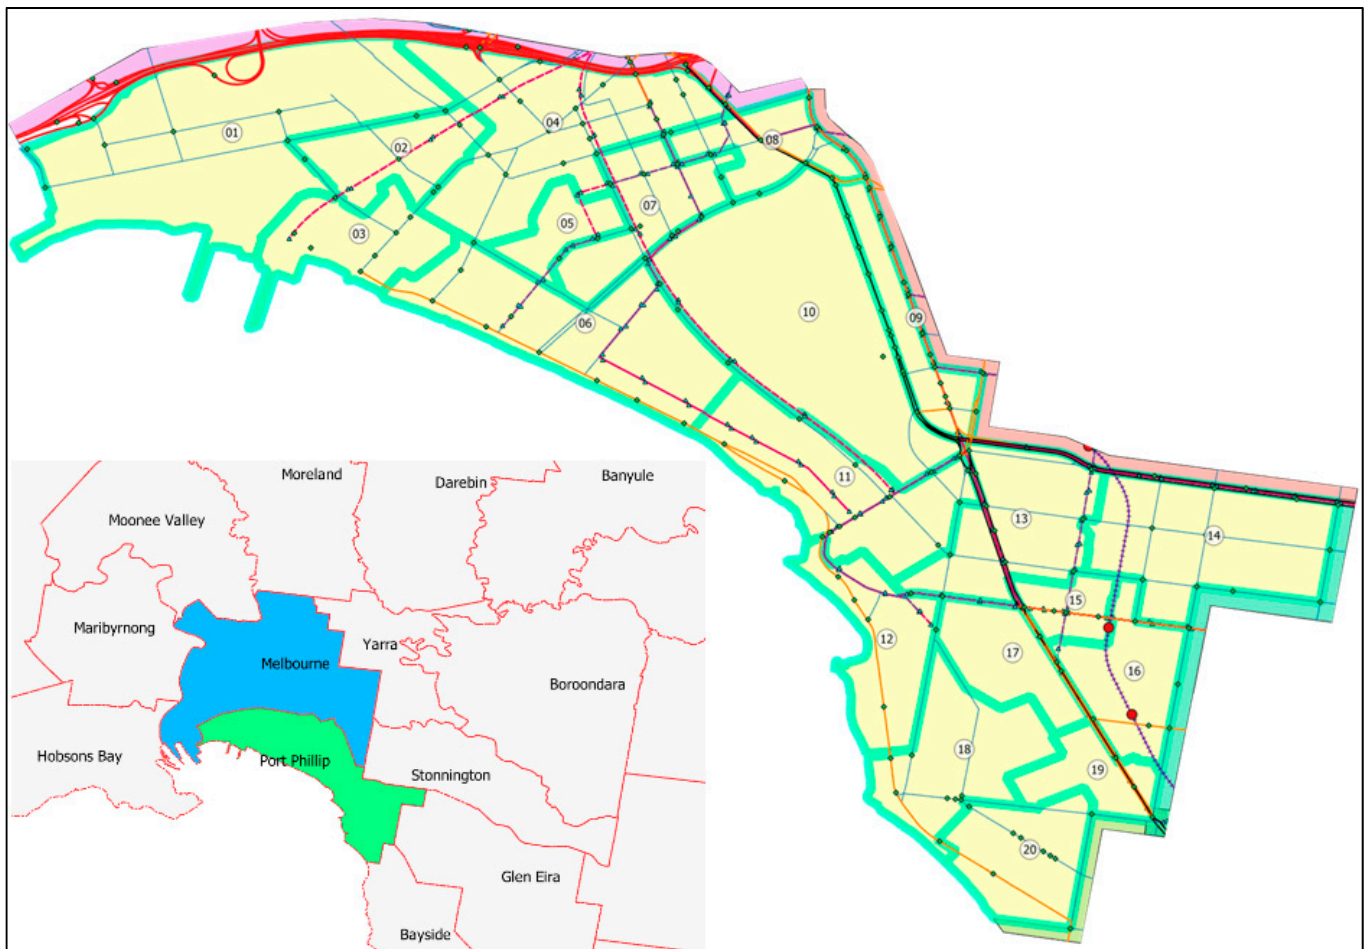 01
02
03
04
05
06
07
08
09
10
11
12
13
14
15
16
17
18
19
20
Moreland
Darebin
Banyule
Moonee Valley
Maribyrnong
Yarra
Melbourne
Boroondara
Hobsons Bay
Port Phillip
Stonnington
Glen Eira
Bayside